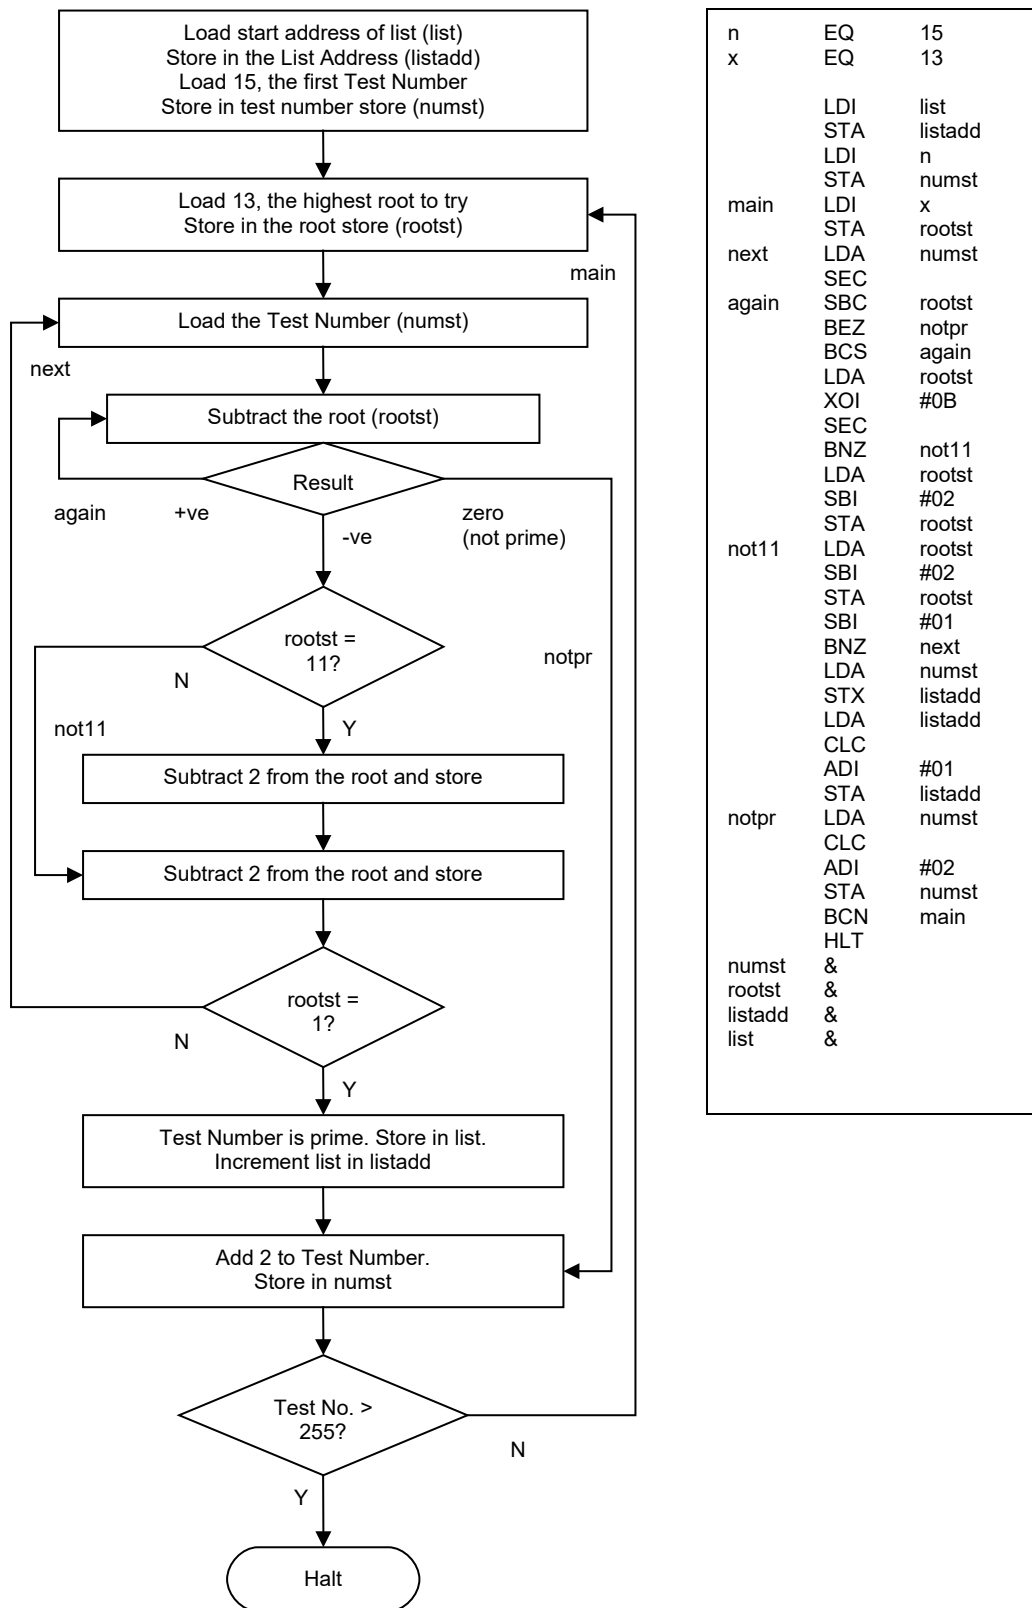 Load start address of list (list)
Store in the List Address (listadd)
Load 15, the first Test Number
Store in test number store (numst)
Load 13, the highest root to try
Store in the root store (rootst)
main
Load the Test Number (numst)
next
Subtract the root (rootst)
Result
again +ve
-ve
zero
(not prime)
rootst =
11?
N
notpr
not11
Y
Subtract 2 from the root and store
Subtract 2 from the root and store
rootst =
1?
N
Y
Test Number is prime. Store in list.
Increment list in listadd
Add 2 to Test Number.
Store in numst
Test No. >
255?
N
Y
Halt
n EQ 15
x EQ 13
LDI list
STA listadd
LDI n
STA numst
main LDI x
STA rootst
next LDA numst
SEC
again SBC rootst
BEZ notpr
BCS again
LDA rootst
XOI #0B
SEC
BNZ not11
LDA rootst
SBI #02
STA rootst
not11 LDA rootst
SBI #02
STA rootst
SBI #01
BNZ next
LDA numst
STX listadd
LDA listadd
CLC
ADI #01
STA listadd
notpr LDA numst
CLC
ADI #02
STA numst
BCN main
HLT
numst &
rootst &
listadd &
list &